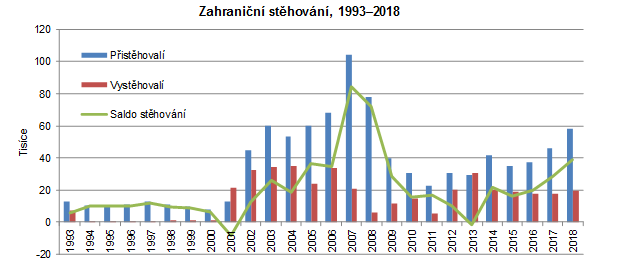 Zahraniční stěhování, 1993–2018
120
100
80
60
40
20
0
-20
Tisíce
Přistěhovalí
Vystěhovalí
Saldo stěhování
1993 1994 1995 1996 1997 1998 1999 2000 2001 2002 2003 2004 2005 2006 2007 2008 2009 2010 2011 2012 2013 2014 2015 2016 2017 2018